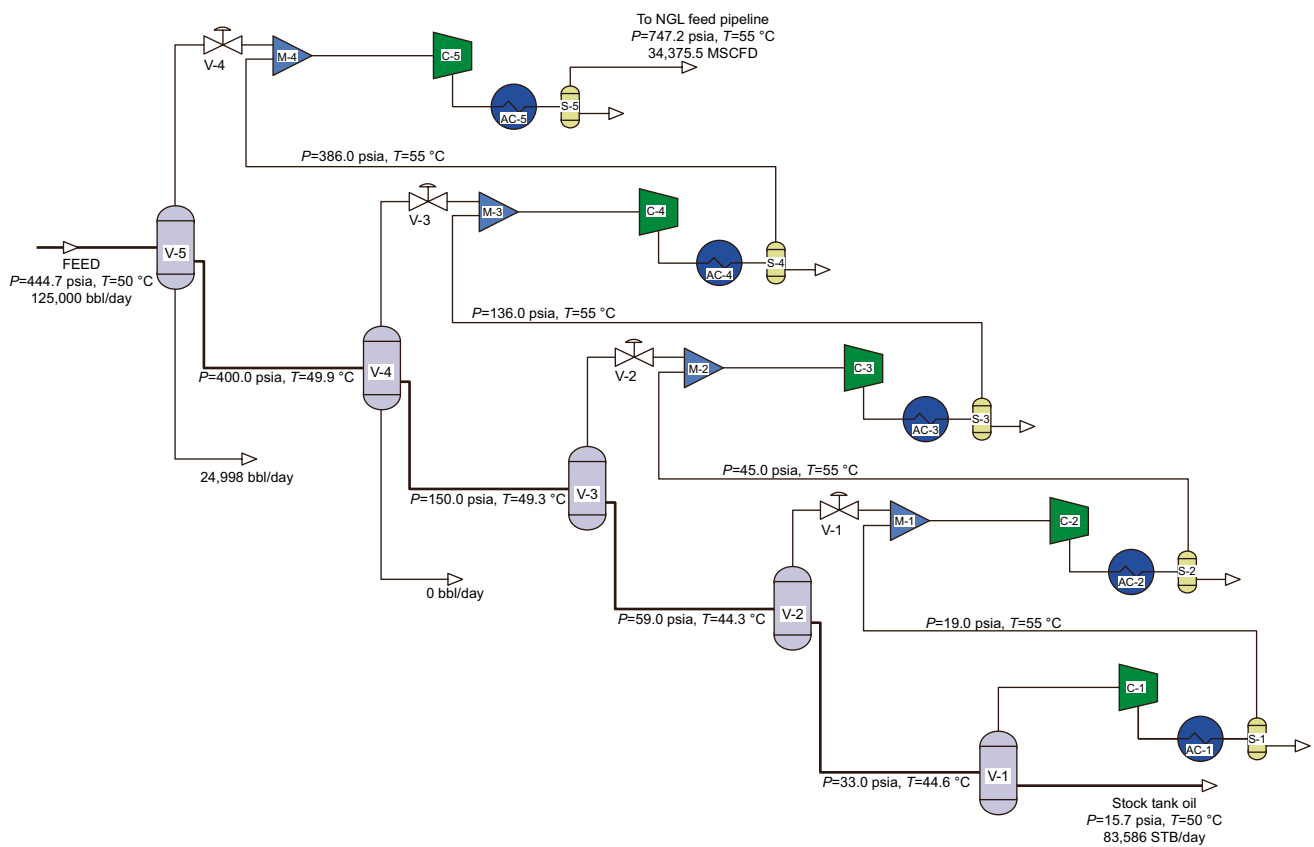 To NGL feed pipeline
P=747.2 psia, T=55 °C
34,375.5 MSCFD
V-4
M-4
C-5
AC-5
S-5
P=386.0 psia, T=55 °C
V-3
M-3
C-4
AC-4
S-4
V-5
FEED
P=444.7 psia, T=50 °C
125,000 bbl/day
P=136.0 psia, T=55 °C
V-2
M-2
C-3
AC-3
S-3
V-4
P=400.0 psia, T=49.9 °C
24,998 bbl/day
P=45.0 psia, T=55 °C
V-3
P=150.0 psia, T=49.3 °C
V-1
M-1
C-2
AC-2
S-2
0 bbl/day
V-2
P=59.0 psia, T=44.3 °C
P=19.0 psia, T=55 °C
C-1
AC-1
S-1
V-1
P=33.0 psia, T=44.6 °C
Stock tank oil
P=15.7 psia, T=50 °C
83,586 STB/day